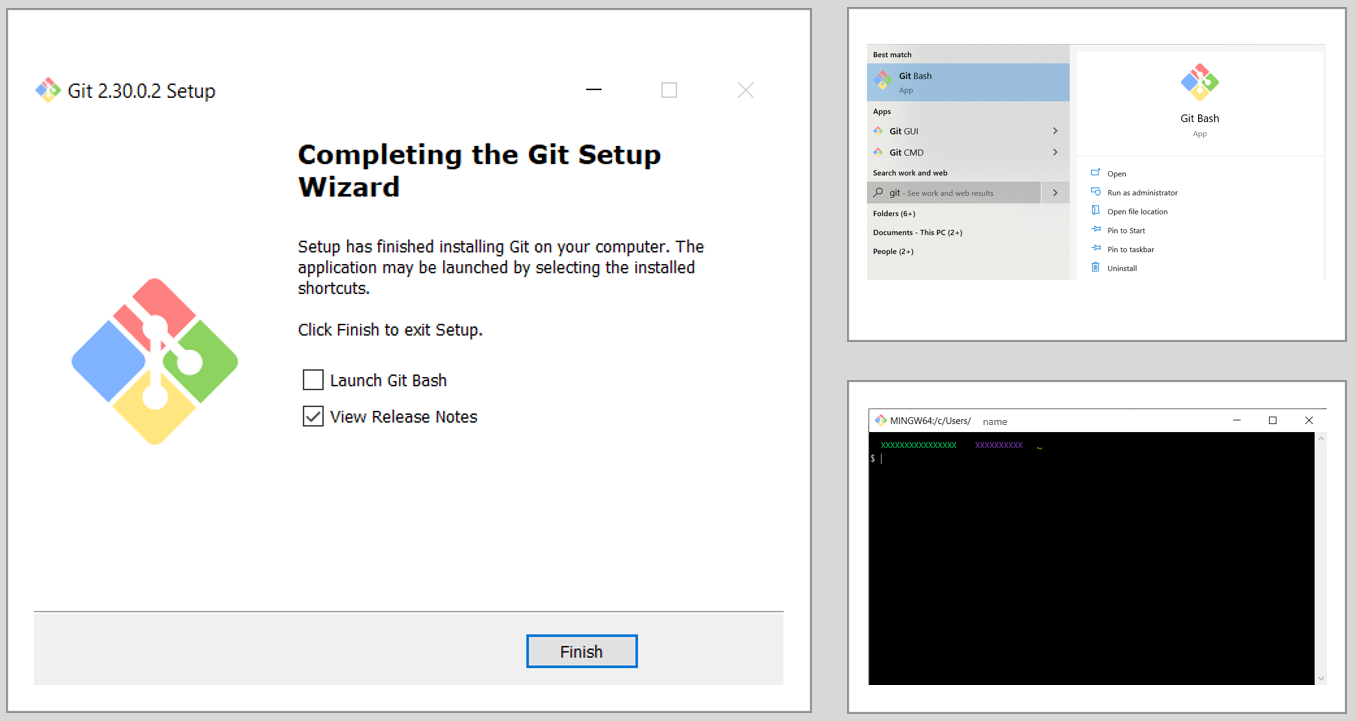 Git 2.30.0.2 Setup
Completing the Git Setup
Wizard
Setup has finished installing Git on your computer. The
application may be launched by selecting the installed
shortcuts.
Click Finish to exit Setup.
Launch Git Bash
View Release Notes
Finish
Best match
Git Bash
App
Apps
Git GUI
Git CMD
Search work and web
git - See work and web results
Folders (6+)
Documents - This PC (2+)
People (2+)
Git Bash
App
Open
Run as administrator
Open file location
Pin to Start
Pin to taskbar
Uninstall
MINGW64:/c/Users/ name
xxxxxxxxxxxxxxxx xxxxxxxxxx ~
$